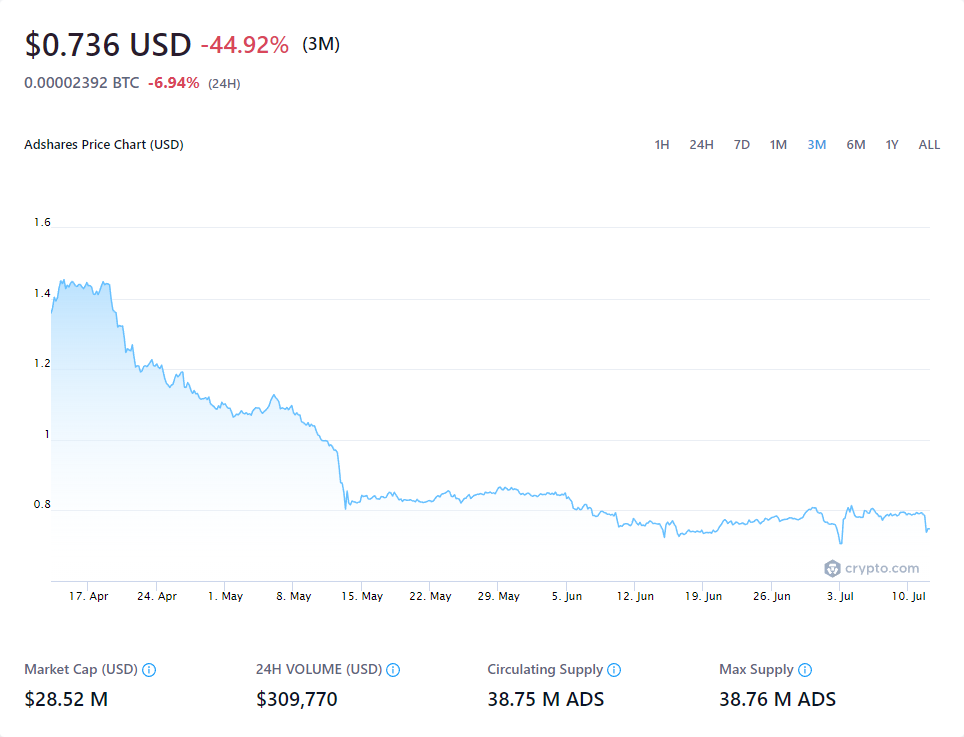 $0.736 USD -44.92% (3M)
0.00002392 BTC -6.94% (24H)
Adshares Price Chart (USD) 1H 24H 7D 1M 3M 6M 1Y ALL
1.6
1.4
1.2
1
0.8
crypto.com
17. Apr 24. Apr 1. May 8. May 15. May 22. May 29. May 5. Jun 12. Jun 19. Jun 26. Jun 3. Jul 10. Jul
Market Cap (USD) 24H VOLUME (USD) Circulating Supply Max Supply
$28.52 M $309,770 38.75 M ADS 38.76 M ADS